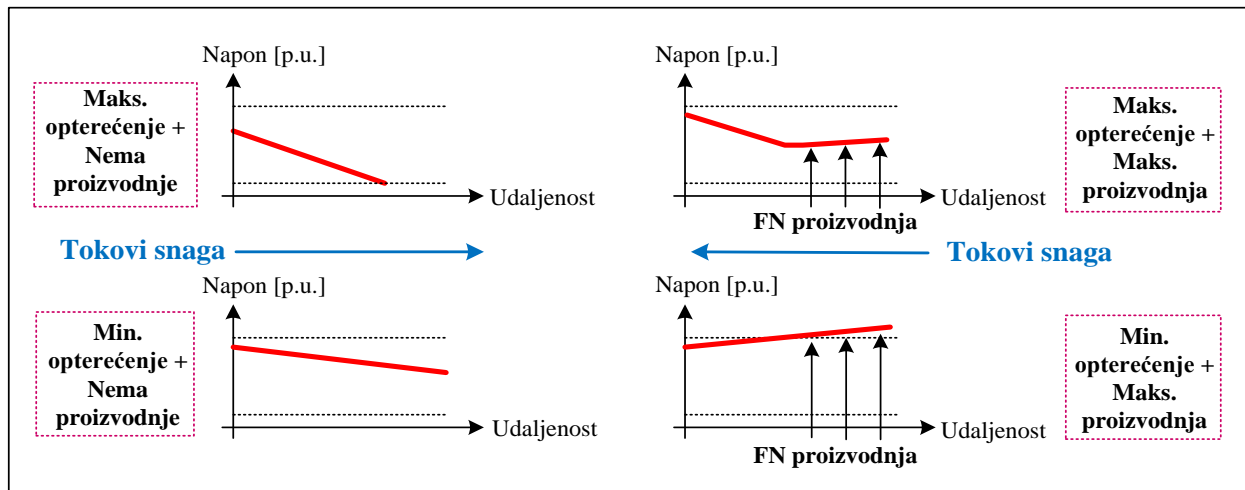 Napon [p.u.]
Maks.
opterećenje +
Nema
proizvodnje
Udaljenost
Napon [p.u.]
Maks.
opterećenje +
Maks.
proizvodnja
Udaljenost
FN proizvodnja
Tokovi snaga
Tokovi snaga
Napon [p.u.]
Min.
opterećenje +
Nema
proizvodnje
Udaljenost
Napon [p.u.]
Min.
opterećenje +
Maks.
proizvodnja
Udaljenost
FN proizvodnja